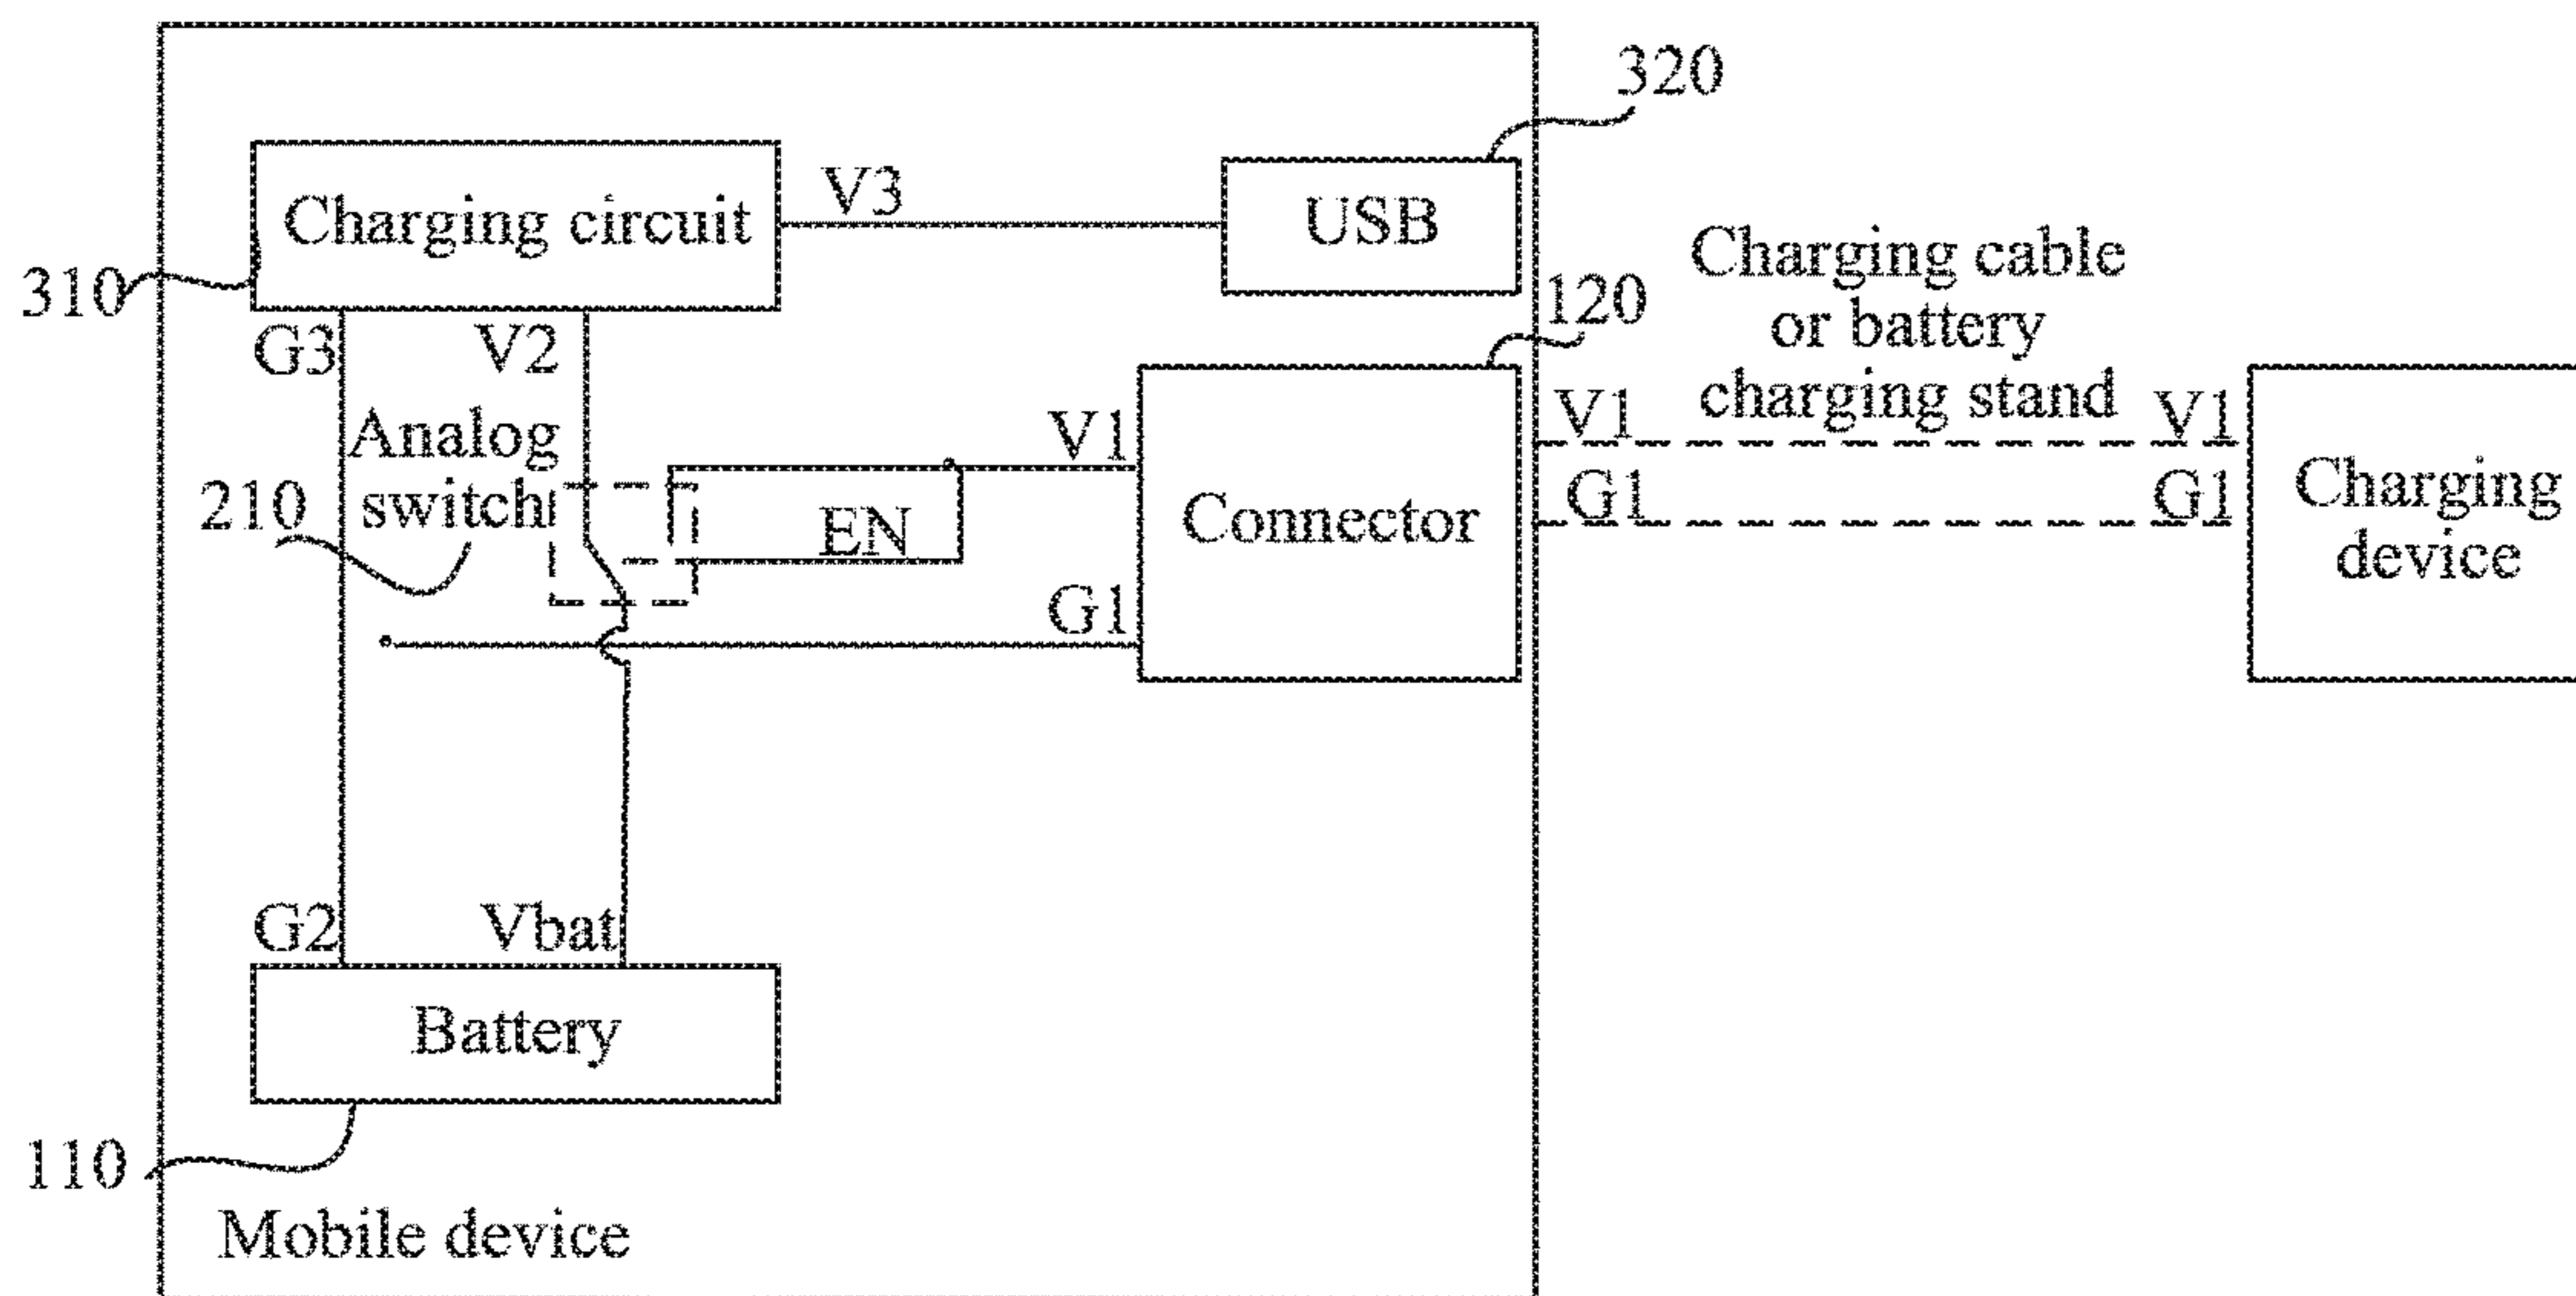 320
V3
Charging circuit
USB
310
Charging cable
or battery
charging stand
120
G3
V2
Analog
switch
210
V1
V1
V1
EN
Connector
G1
G1
Charging
device
G1
G2
Vbat
Battery
110
Mobile device